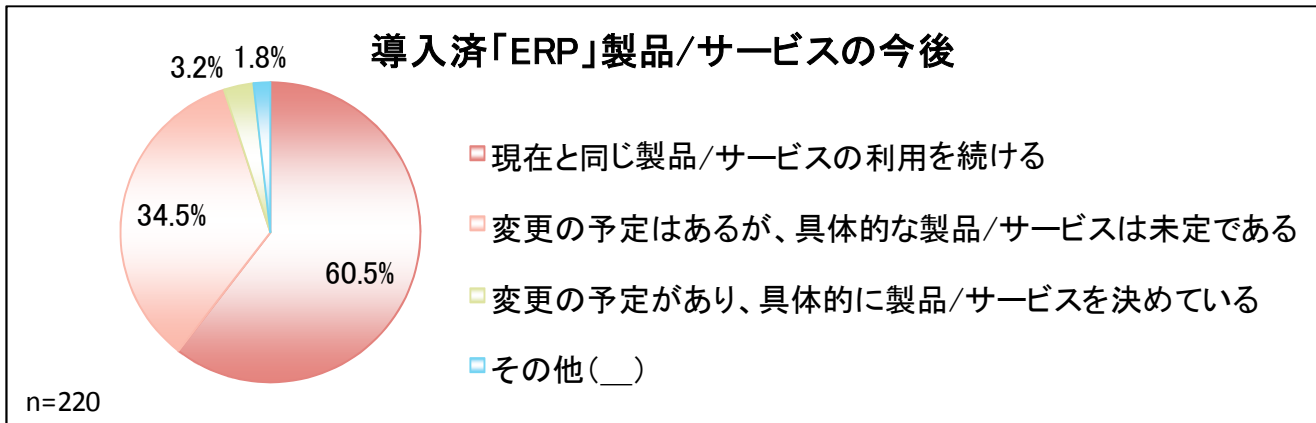 導入済「ERP」製品/サービスの今後
3.2%
1.8%
34.5%
60.5%
現在と同じ製品/サービスの利用を続ける
変更の予定はあるが、具体的な製品/サービスは未定である
変更の予定があり、具体的に製品/サービスを決めている
その他(__)
n=220